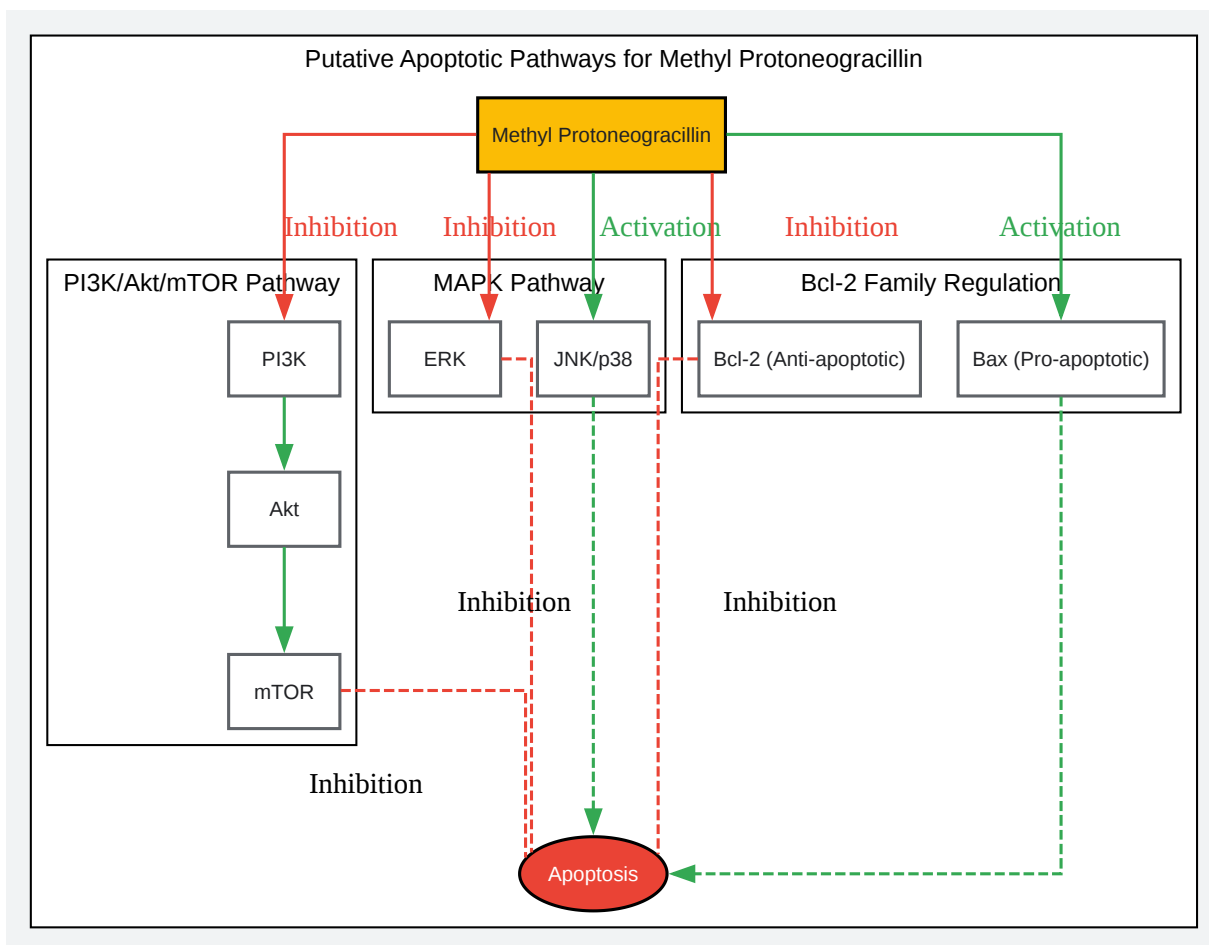 Putative Apoptotic Pathways for Methyl Protoneogracillin
Methyl Protoneogracillin
Inhibition
Inhibition
Activation
Inhibition
Activation
PI3K/Akt/mTOR Pathway
MAPK Pathway
Bcl-2 Family Regulation
PI3K
ERK
JNK/p38
Bcl-2 (Anti-apoptotic)
Bax (Pro-apoptotic)
Akt
Inhibition
Inhibition
mTOR
Inhibition
Apoptosis